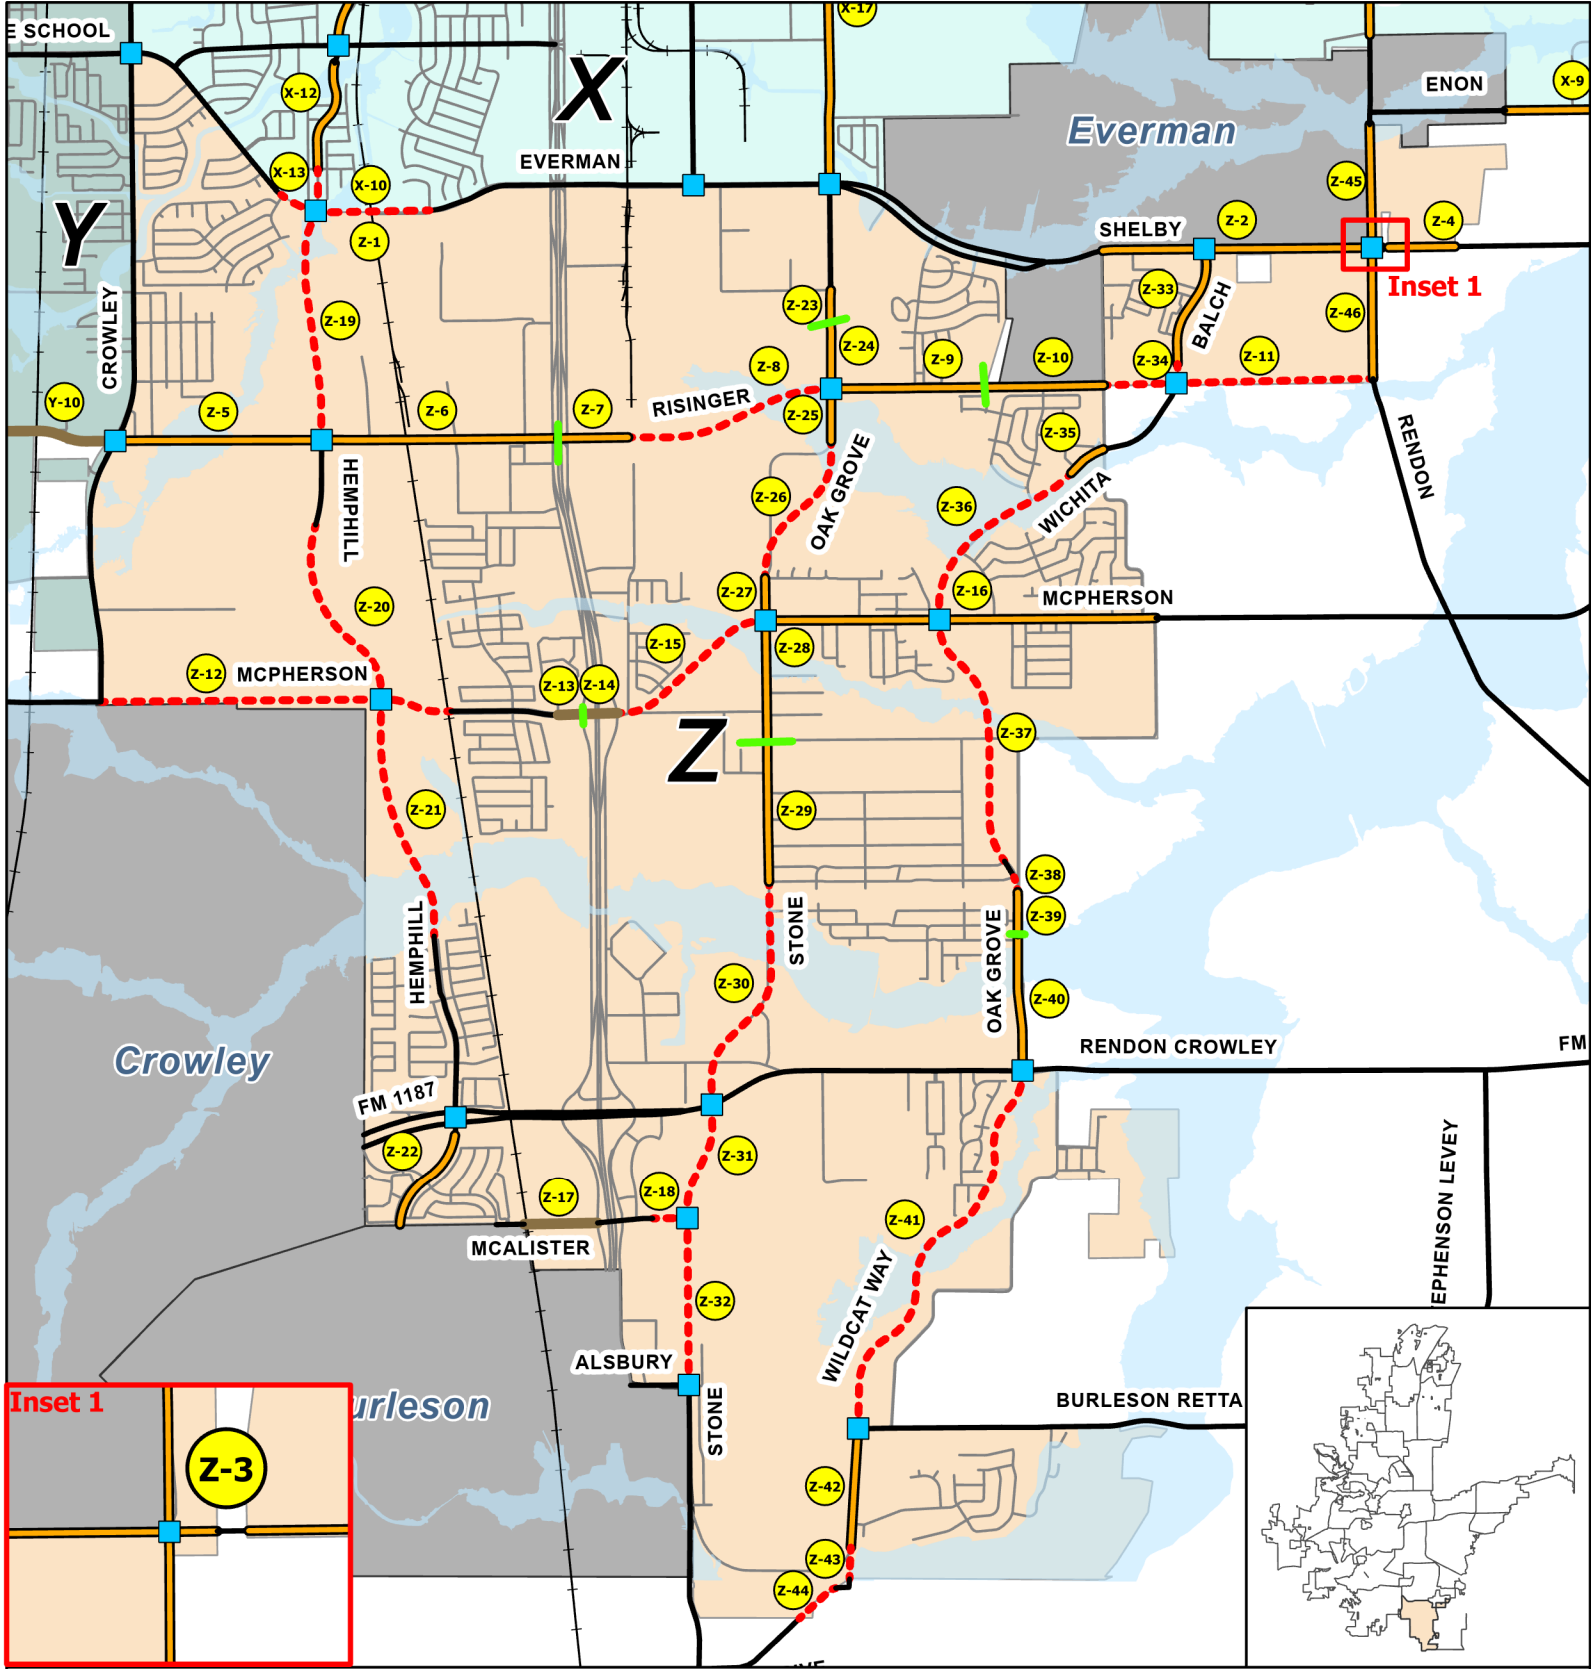 E SCHOOL
X-17
X
X-12
ENON
X-9
Everman
EVERMAN
X-13
X-10
Z-45
Y
Z-1
SHELBY
Z-2
Z-4
Inset 1
Z-33
BALCH
Z-46
CROWLEY
Z-19
Z-23
Z-24
Z-9
Z-10
Z-34
Z-11
Z-8
Y-10
Z-5
Z-6
Z-7
RISINGER
Z-25
Z-35
RENDON
HEMPHILL
Z-26
OAK GROVE
Z-36
WICHITA
Z-20
Z-27
Z-16
MCPHERSON
Z-12
MCPHERSON
Z-15
Z-28
Z-13
Z-14
Z
Z-37
Z-21
Z-29
Z-38
Z-39
HEMPHILL
STONE
OAK GROVE
Z-30
Z-40
Crowley
RENDON CROWLEY
FM
FM 1187
Z-22
Z-31
Z-17
Z-18
MCALISTER
Z-41
EPHENSON LEVEY
Z-32
WILDCAT WAY
ALSBURY
STONE
BURLESON RETTA
Inset 1
urleson
Z-3
Z-42
Z-43
Z-44